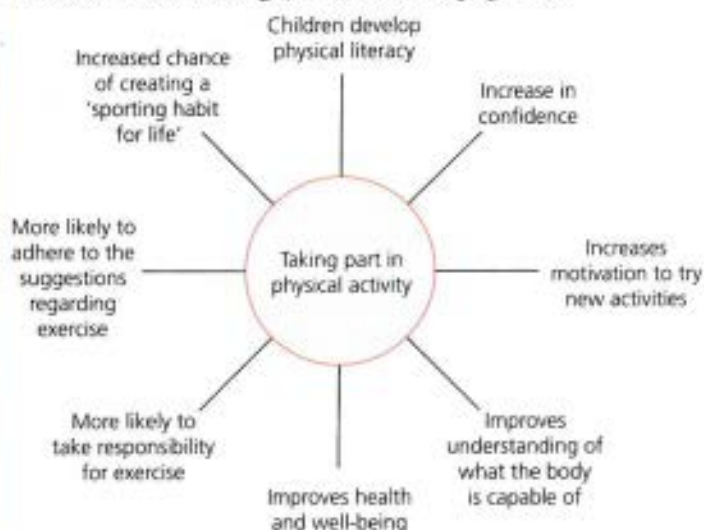 Children develop
physical literacy
Increase in
confidence
Increases
motivation to try
new activities
Improves
understanding of
what the body
is capable of
Improves health
and well-being
More likely to
take responsibility
for exercise
More likely to
adhere to the
suggestions
regarding
exercise
Increased chance
of creating a
'sporting habit
for life'
Taking part in
physical activity